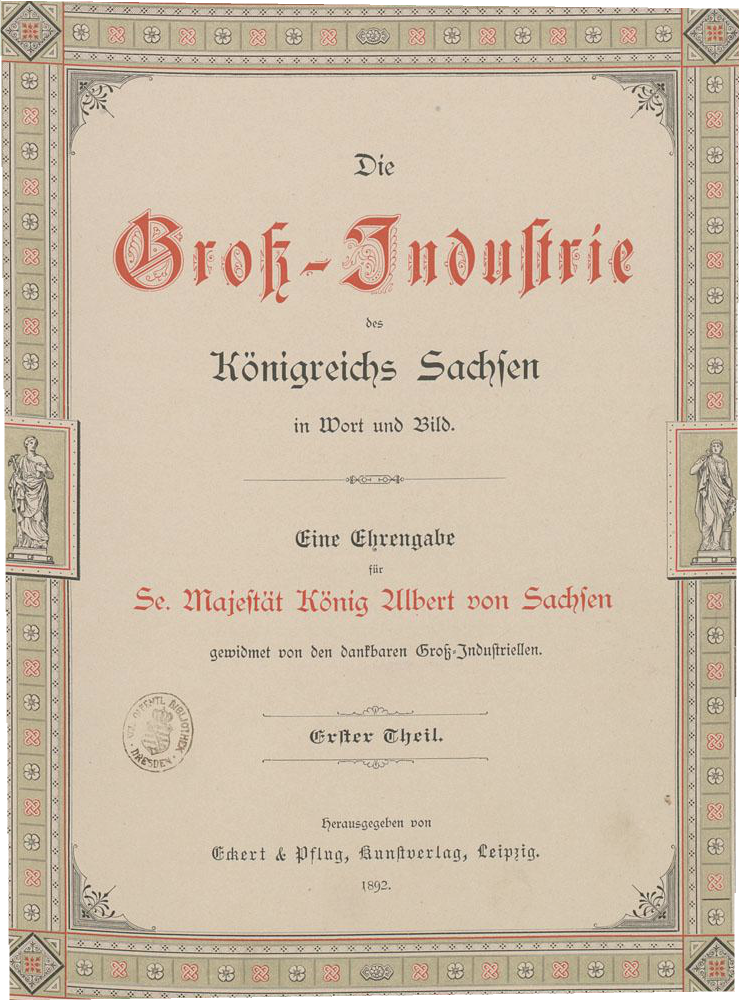 Die
Groß-Industrie
des
Königreichs Sachsen
in Wort und Bild.
Eine Ehrengabe
für
Se. Majestät König Albert von Sachsen
gewidmet von den dankbaren Groß-Industriellen.
Erster Theil.
KGL. OEFFENTL. BIBLIOTHEK
· DRESDEN ·
Herausgegeben von
Eckert & Pflug, Kunstverlag, Leipzig.
1892.